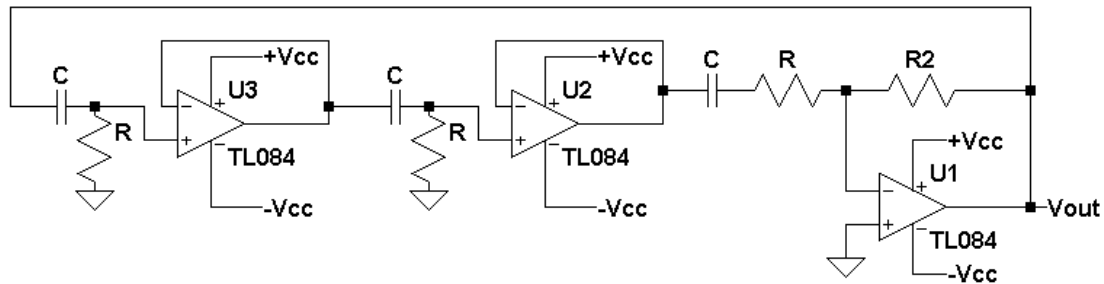 C
R
+Vcc
U3
TL084
-Vcc
C
R
+Vcc
U2
TL084
-Vcc
C
R
R2
+Vcc
U1
TL084
-Vcc
Vout